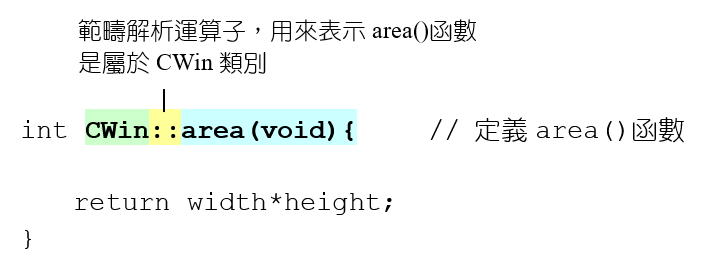 範疇解析運算子，用來表示 area()函數
是屬於 CWin 類別
int CWin::area(void){ // 定義 area()函數
return width*height;
}